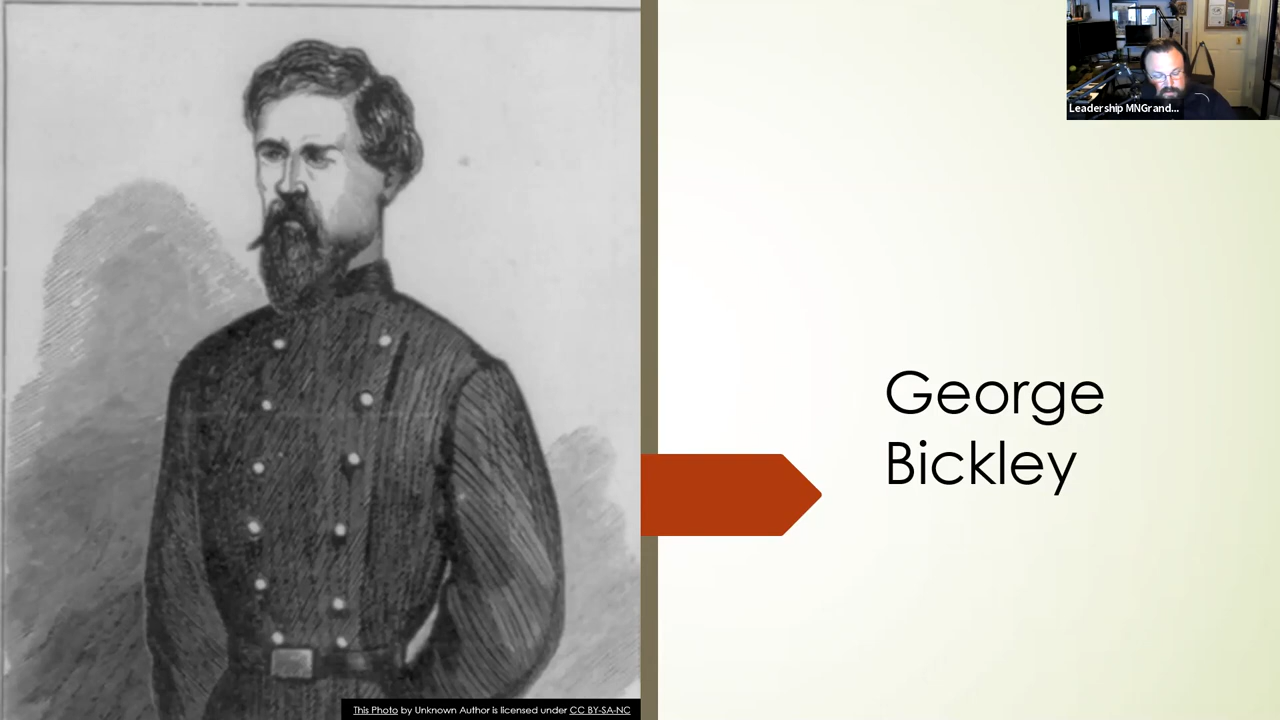 Leadership MNGrand...
George
Bickley
This Photo by Unknown Author is licensed under CC BY-SA-NC